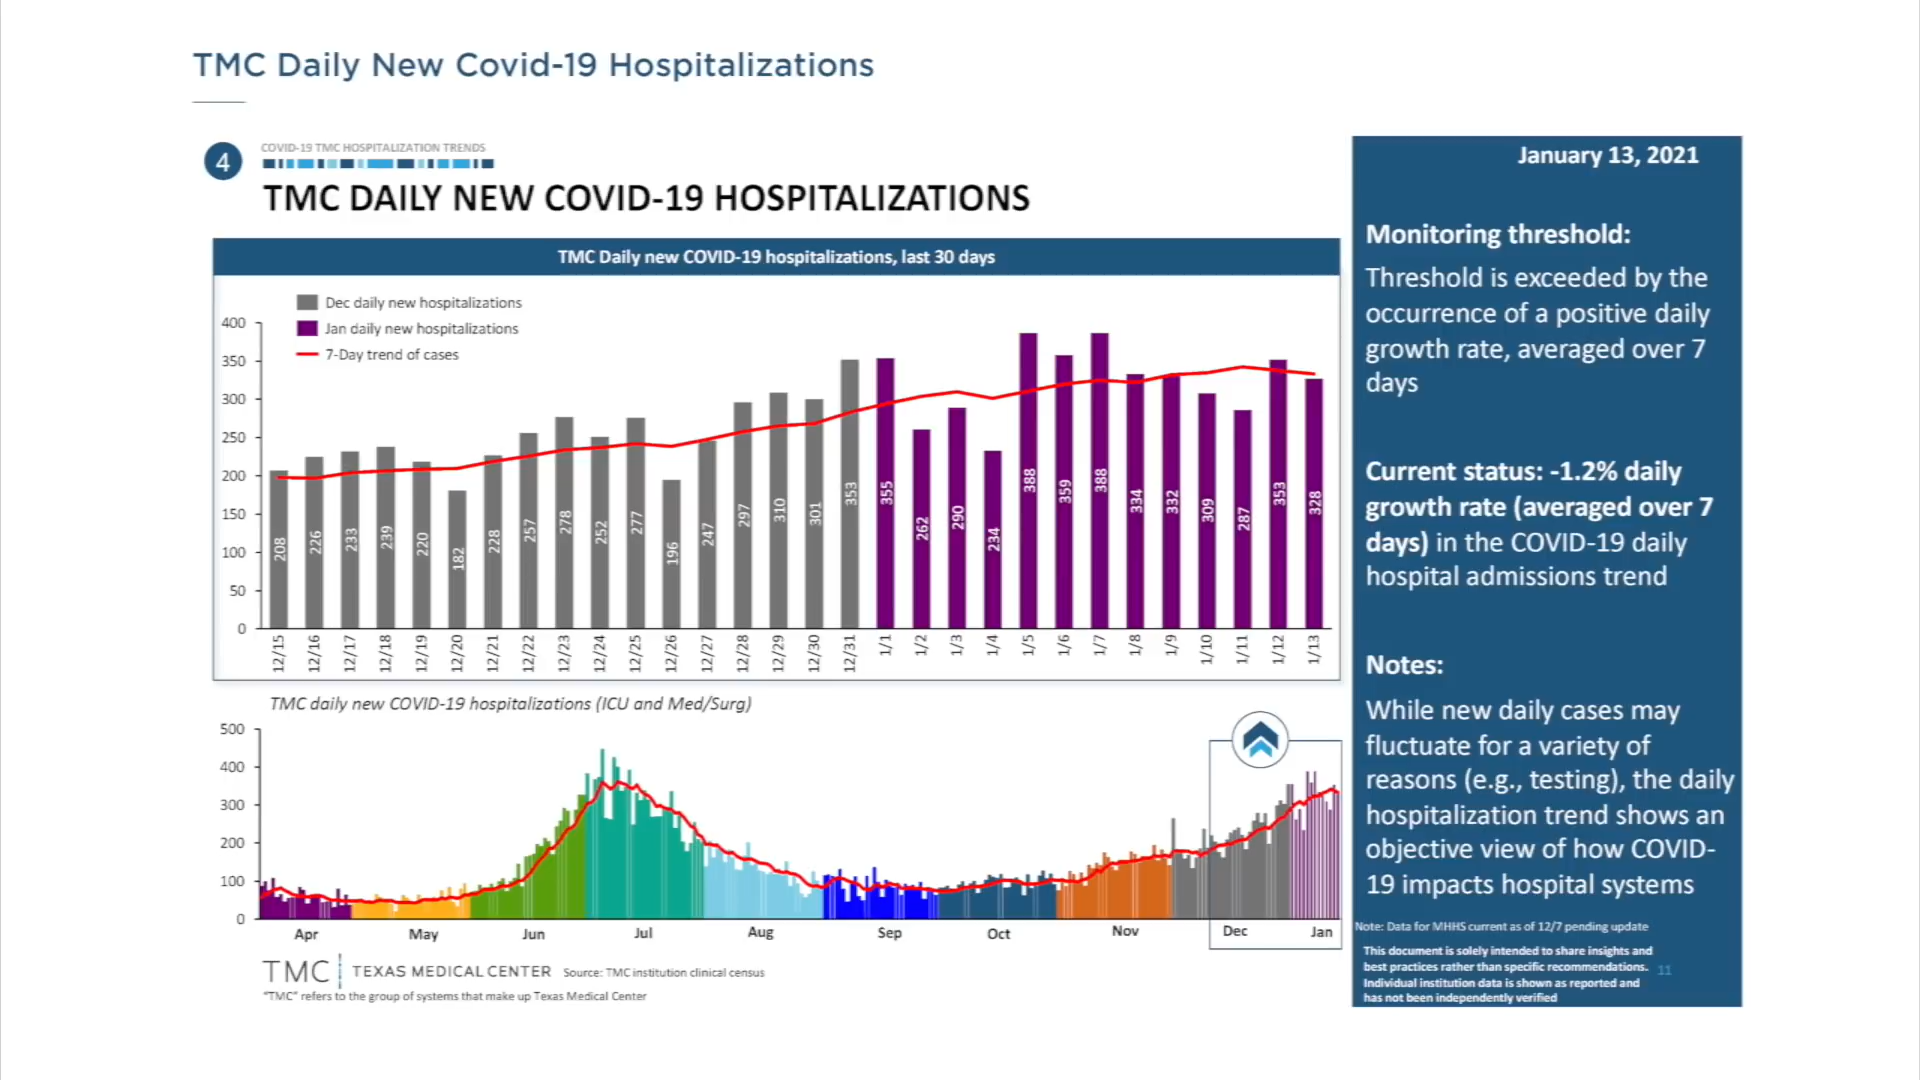 TMC Daily New Covid-19 Hospitalizations
4
COVID-19 TMC HOSPITALIZATION TRENDS
TMC DAILY NEW COVID-19 HOSPITALIZATIONS
TMC Daily new COVID-19 hospitalizations, last 30 days
Dec daily new hospitalizations
Jan daily new hospitalizations
7-Day trend of cases
400
350
300
250
200
150
100
50
0
208 226 233 239 220 182 228 257 278 252 277 196 247 297 310 301 353 355 262 290 234 388 359 388 334 332 309 287 353 328
12/15 12/16 12/17 12/18 12/19 12/20 12/21 12/22 12/23 12/24 12/25 12/26 12/27 12/28 12/29 12/30 12/31 1/1 1/2 1/3 1/4 1/5 1/6 1/7 1/8 1/9 1/10 1/11 1/12 1/13
TMC daily new COVID-19 hospitalizations (ICU and Med/Surg)
500
400
300
200
100
0
Apr May Jun Jul Aug Sep Oct Nov Dec Jan
TMC TEXAS MEDICAL CENTER Source: TMC institution clinical census
"TMC" refers to the group of systems that make up Texas Medical Center
January 13, 2021
Monitoring threshold:
Threshold is exceeded by the
occurrence of a positive daily
growth rate, averaged over 7
days
Current status: -1.2% daily
growth rate (averaged over 7
days) in the COVID-19 daily
hospital admissions trend
Notes:
While new daily cases may
fluctuate for a variety of
reasons (e.g., testing), the daily
hospitalization trend shows an
objective view of how COVID-
19 impacts hospital systems
Note: Data for MHHS current as of 12/7 pending update
This document is solely intended to share insights and
best practices rather than specific recommendations. 11
Individual institution data is shown as reported and
has not been independently verified